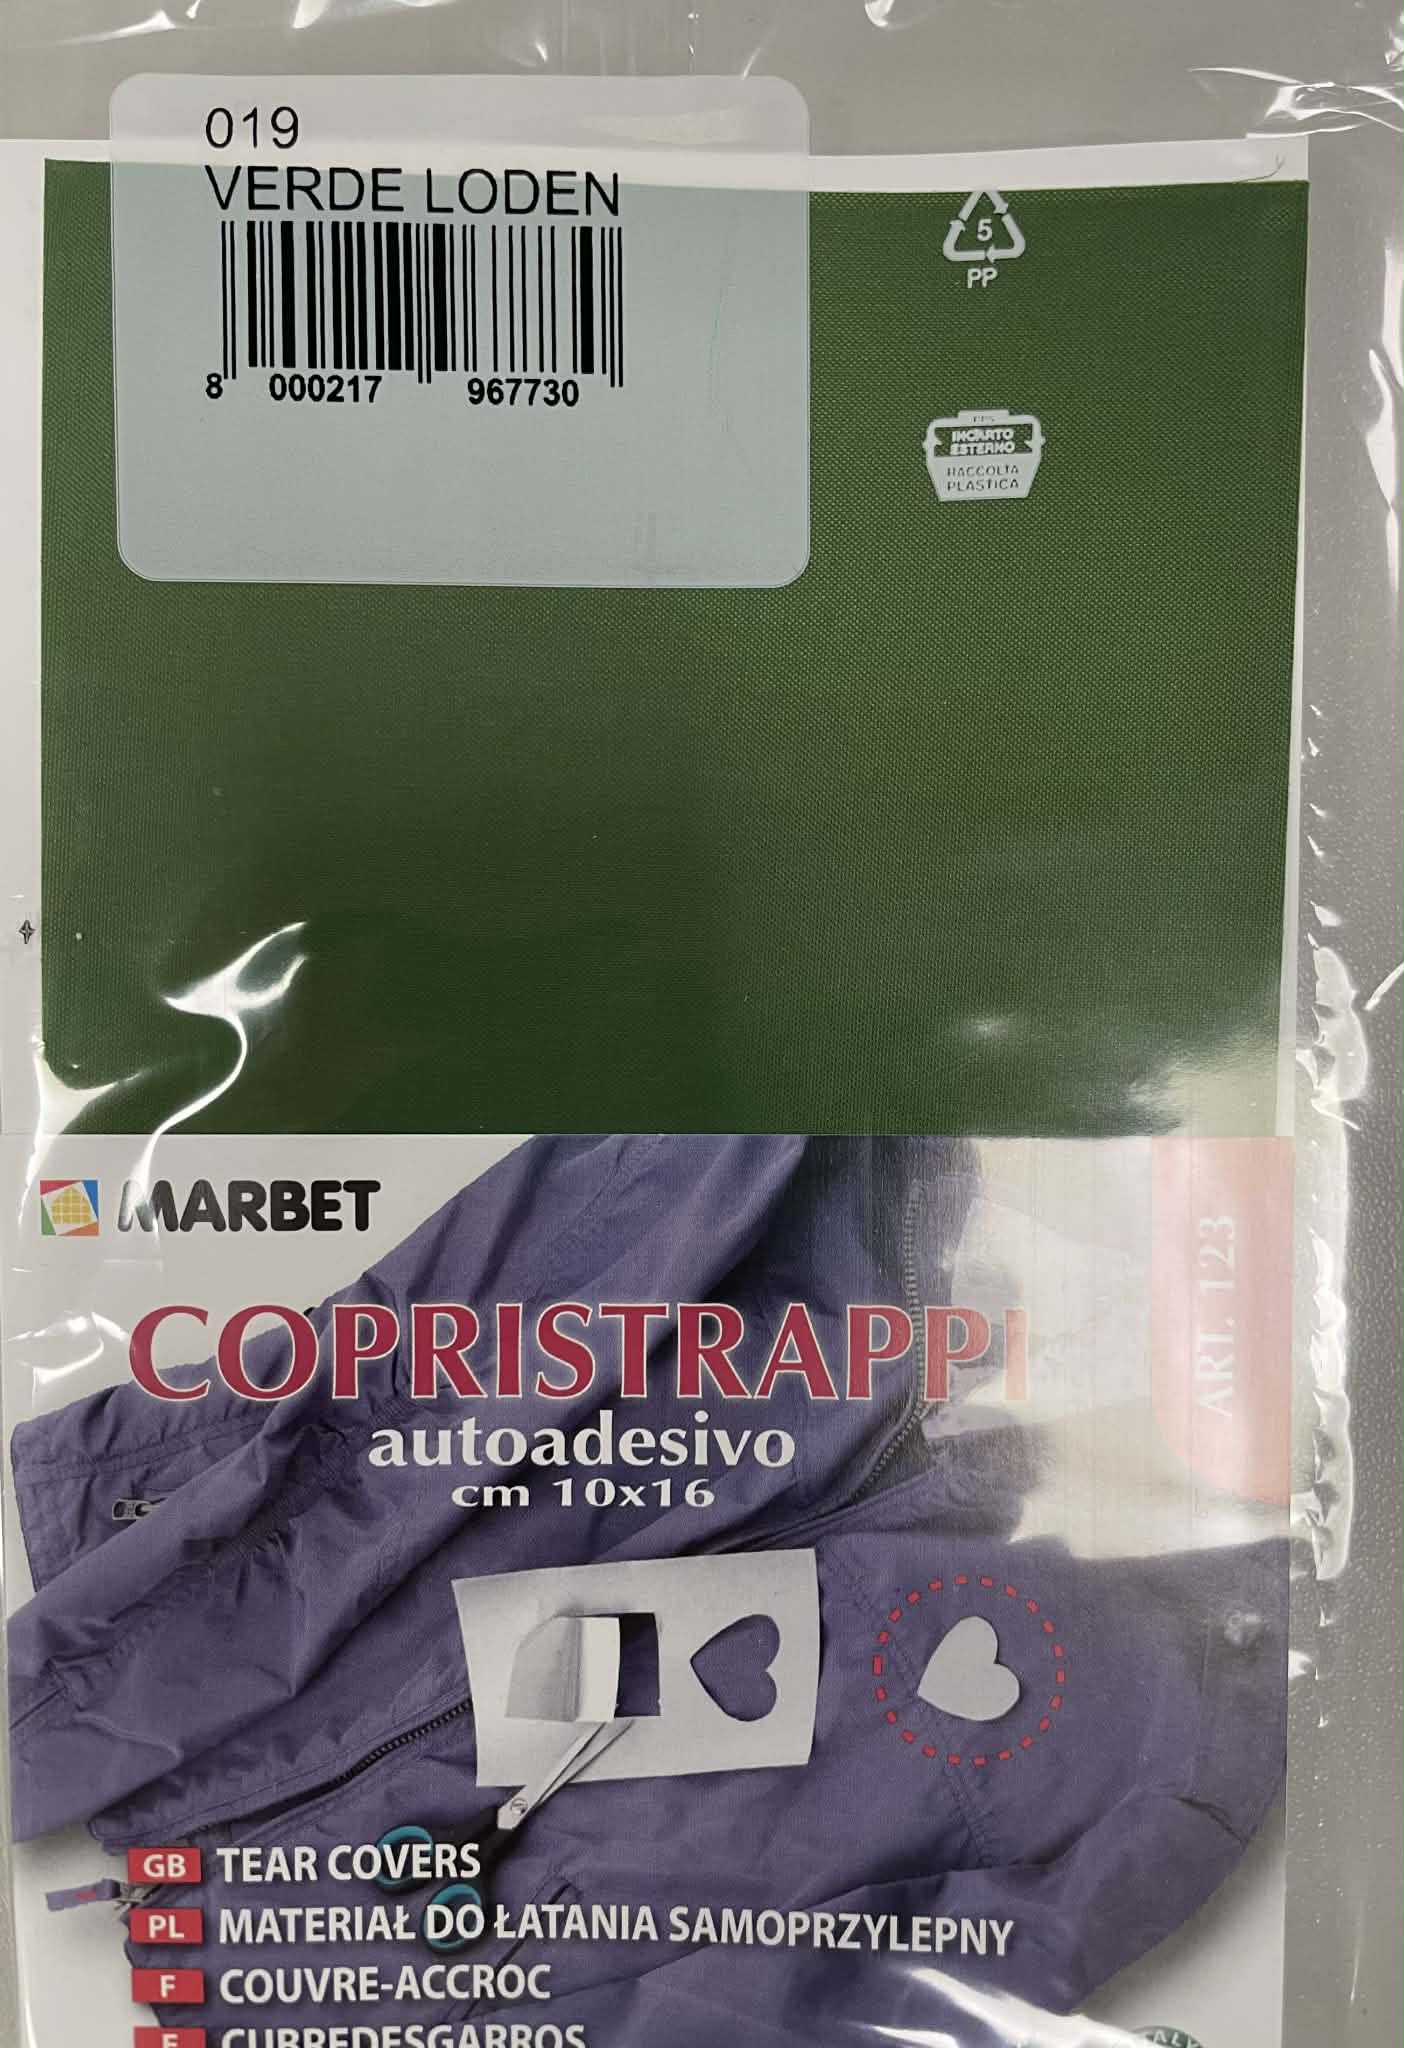 019
VERDE LODEN
8 000217 967730
5
PP
INCARTO
ESTERNO
RACCOLTA
PLASTICA
MARBET
ART. 123
COPRISTRAPPI
autoadesivo
cm 10x16
GB TEAR COVERS
PL MATERIAŁ DO ŁATANIA SAMOPRZYLEPNY
F COUVRE-ACCROC
E CUBREDESGARROS